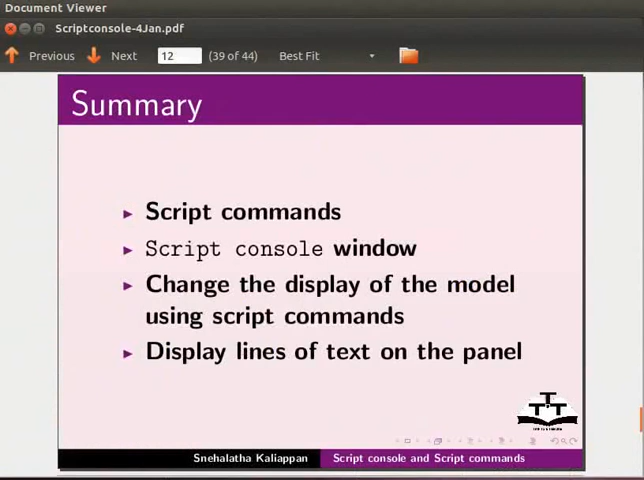 Document Viewer
Scriptconsole-4Jan.pdf
Previous Next 12 (39 of 44) Best Fit
Summary
Script commands
Script console window
Change the display of the model
using script commands
Display lines of text on the panel
Snehalatha Kaliappan Script console and Script commands